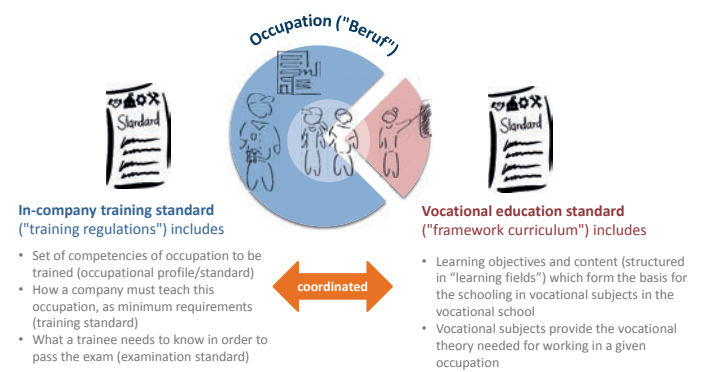 Occupation ("Beruf")
Standard
Standard
In-company training standard
("training regulations") includes
• Set of competencies of occupation to be
trained (occupational profile/standard)
• How a company must teach this
occupation, as minimum requirements
(training standard)
• What a trainee needs to know in order to
pass the exam (examination standard)
coordinated
Vocational education standard
("framework curriculum") includes
• Learning objectives and content (structured
in “learning fields”) which form the basis for
the schooling in vocational subjects in the
vocational school
• Vocational subjects provide the vocational
theory needed for working in a given
occupation